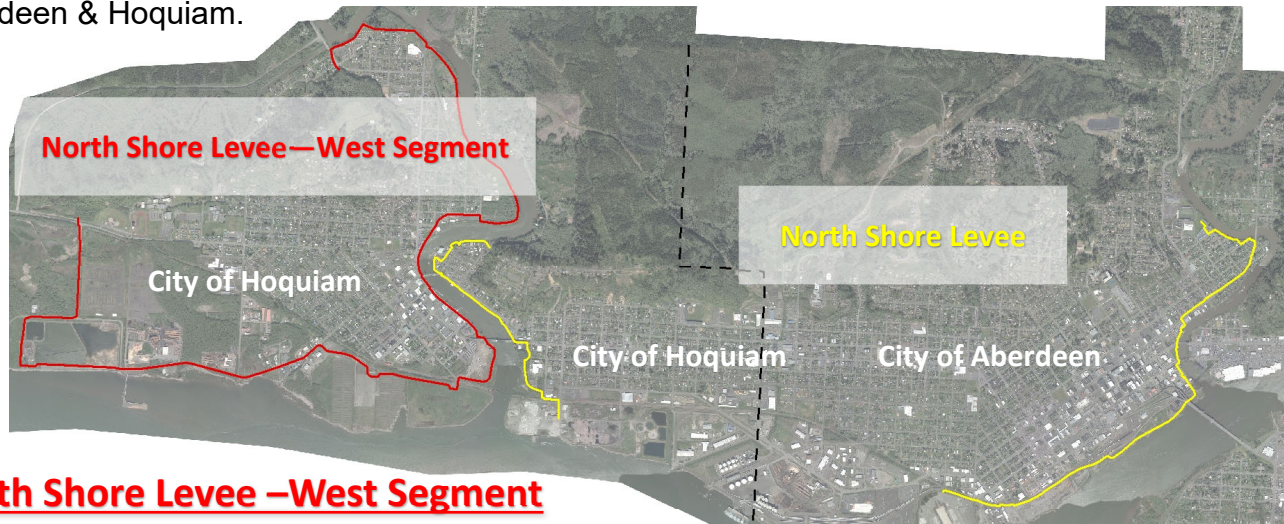 deen & Hoquiam.
North Shore Levee—West Segment
North Shore Levee
City of Hoquiam
City of Hoquiam
City of Aberdeen
th Shore Levee –West Segment